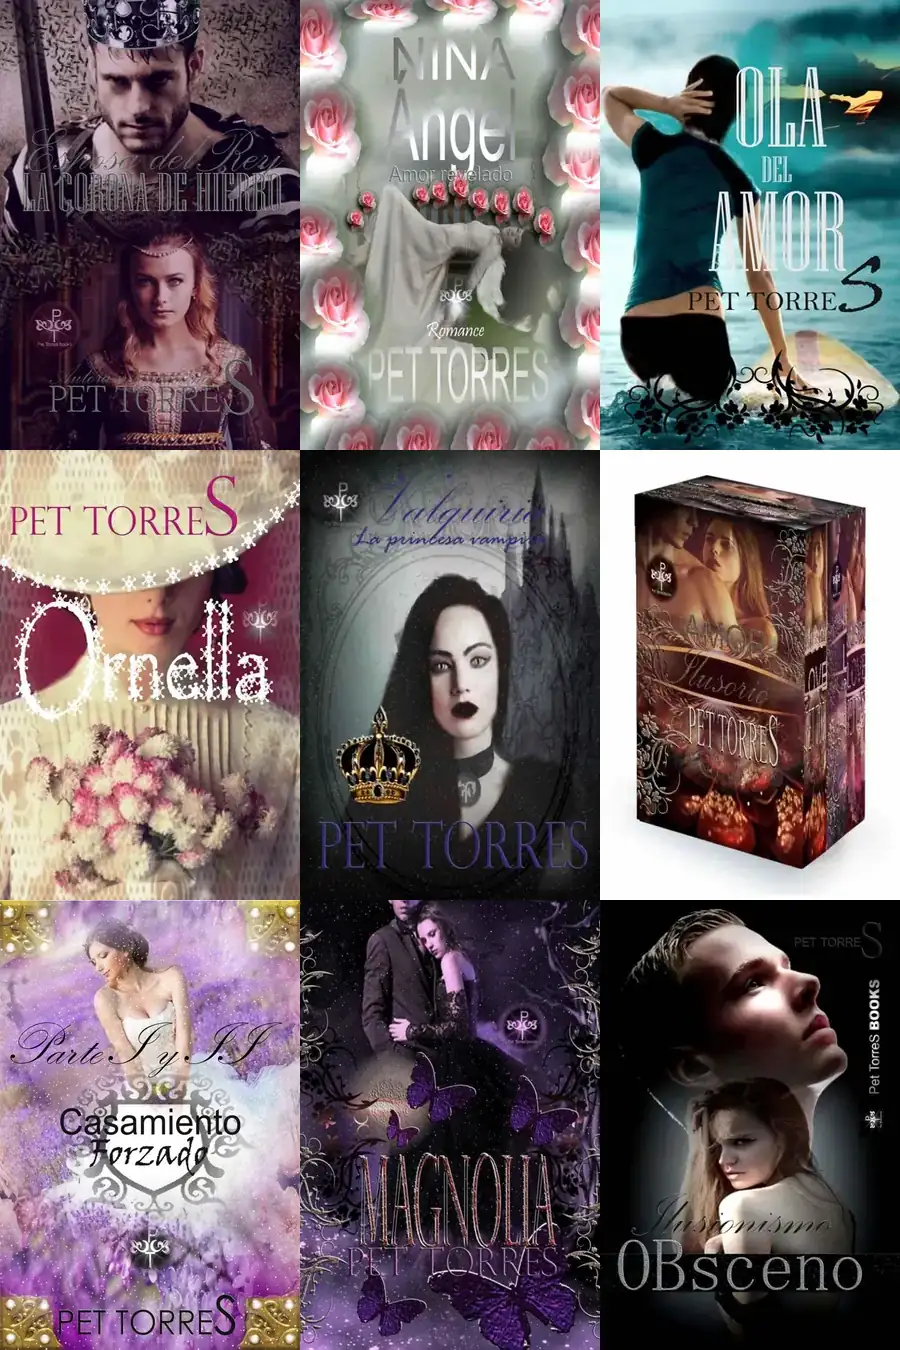 Esposa del Rey
LA CORONA DE HIERRO
PET TORRES
NINA
Angel
Amor revelado
Romance
PET TORRES
OLA
DEL
AMOR
PET TORRES
PET TORRES
Ornella
Valquiria
La princesa vampira
PET TORRES
AMOR
Ilusorio
PET TORRES
Parte I y II
Casamiento
Forzado
PET TORRES
MAGNOLIA
PET TORRES
PET TORRES
Pet TorreS BOOKS
Ilusionismo
OBsceno